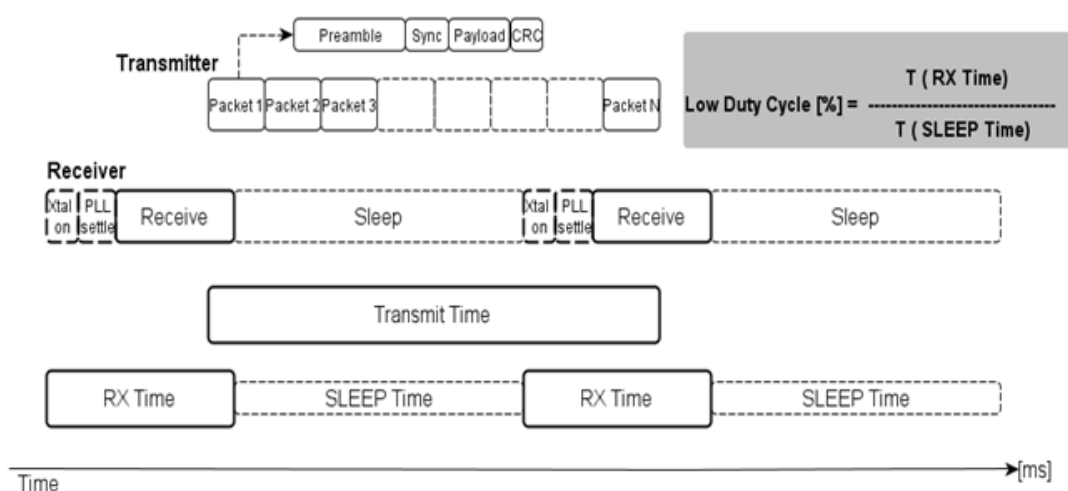 Preamble Sync Payload CRC
Transmitter
Packet 1 Packet 2 Packet 3 Packet N
T ( RX Time)
Low Duty Cycle [%] = ---------------------------------
T ( SLEEP Time)
Receiver
Xtal on PLL settle Receive Sleep Xtal on PLL settle Receive Sleep
Transmit Time
RX Time SLEEP Time RX Time SLEEP Time
[ms]
Time